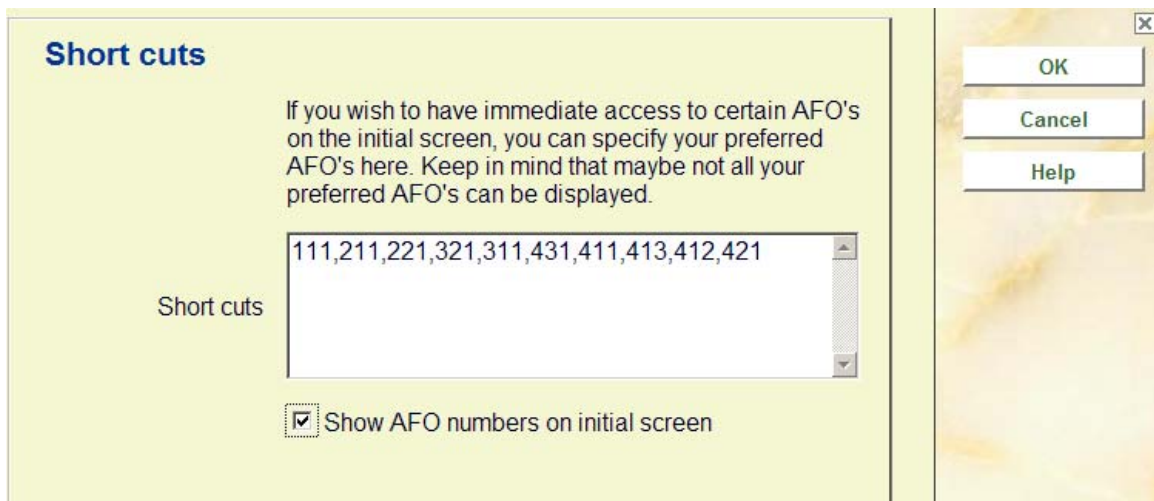 Short cuts
If you wish to have immediate access to certain AFO's
on the initial screen, you can specify your preferred
AFO's here. Keep in mind that maybe not all your
preferred AFO's can be displayed.
Short cuts
111,211,221,321,311,431,411,413,412,421
Show AFO numbers on initial screen
OK
Cancel
Help